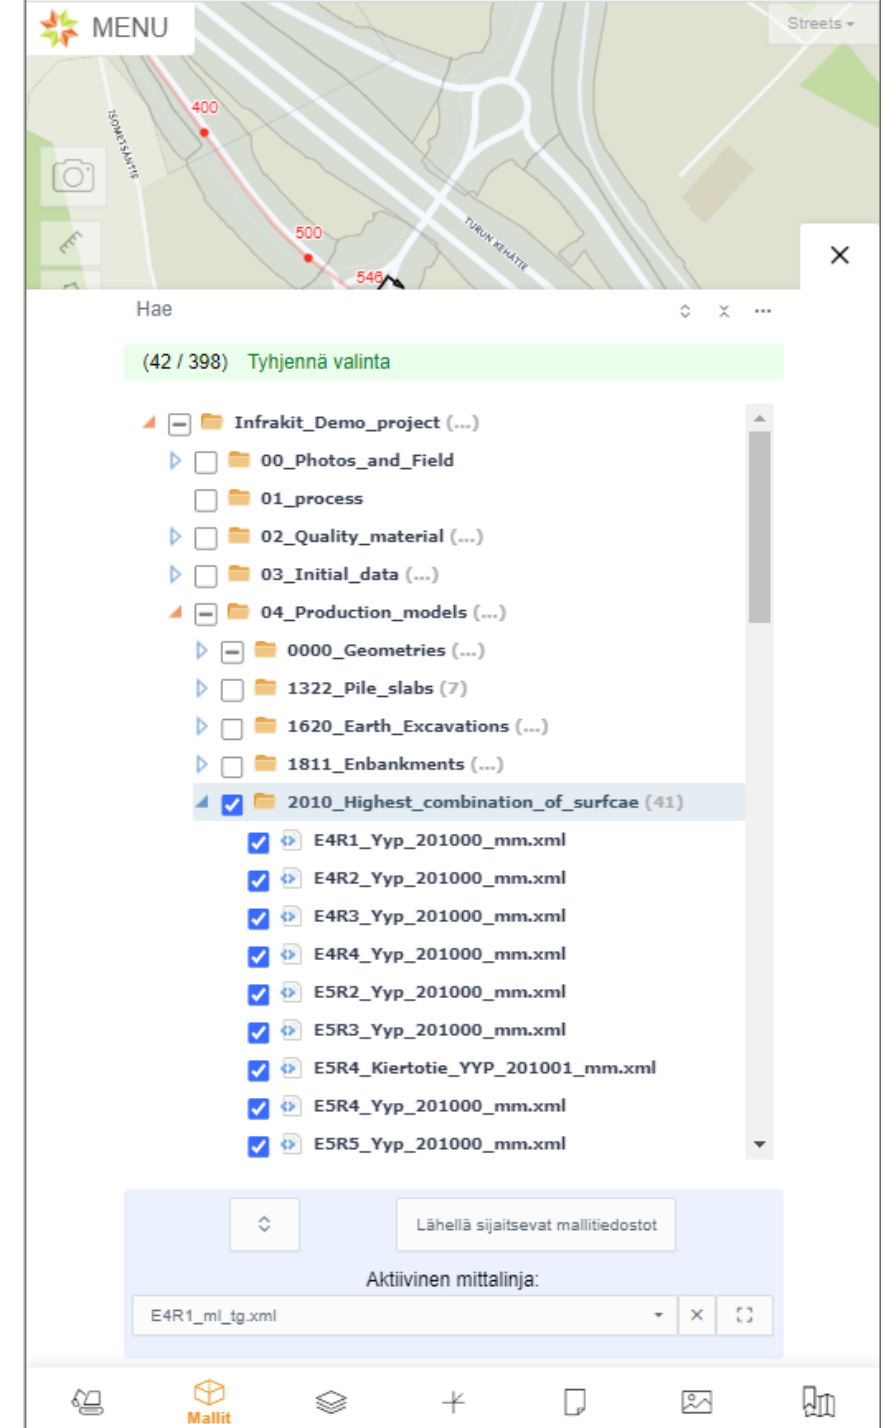 MENU
Streets
400
ISOMETSÄNTIE
500
TURUN KEHÄTIE
546
Hae
(42 / 398) Tyhjennä valinta
Infrakit_Demo_project (...)
00_Photos_and_Field
01_process
02_Quality_material (...)
03_Initial_data (...)
04_Production_models (...)
0000_Geometries (...)
1322_Pile_slabs (7)
1620_Earth_Excavations (...)
1811_Enbankments (...)
2010_Highest_combination_of_surfcae (41)
E4R1_Yyp_201000_mm.xml
E4R2_Yyp_201000_mm.xml
E4R3_Yyp_201000_mm.xml
E4R4_Yyp_201000_mm.xml
E5R2_Yyp_201000_mm.xml
E5R3_Yyp_201000_mm.xml
E5R4_Kiertotie_YYP_201001_mm.xml
E5R4_Yyp_201000_mm.xml
E5R5_Yyp_201000_mm.xml
Lähellä sijaitsevat mallitiedostot
Aktiivinen mittalinja:
E4R1_ml_tg.xml
Mallit